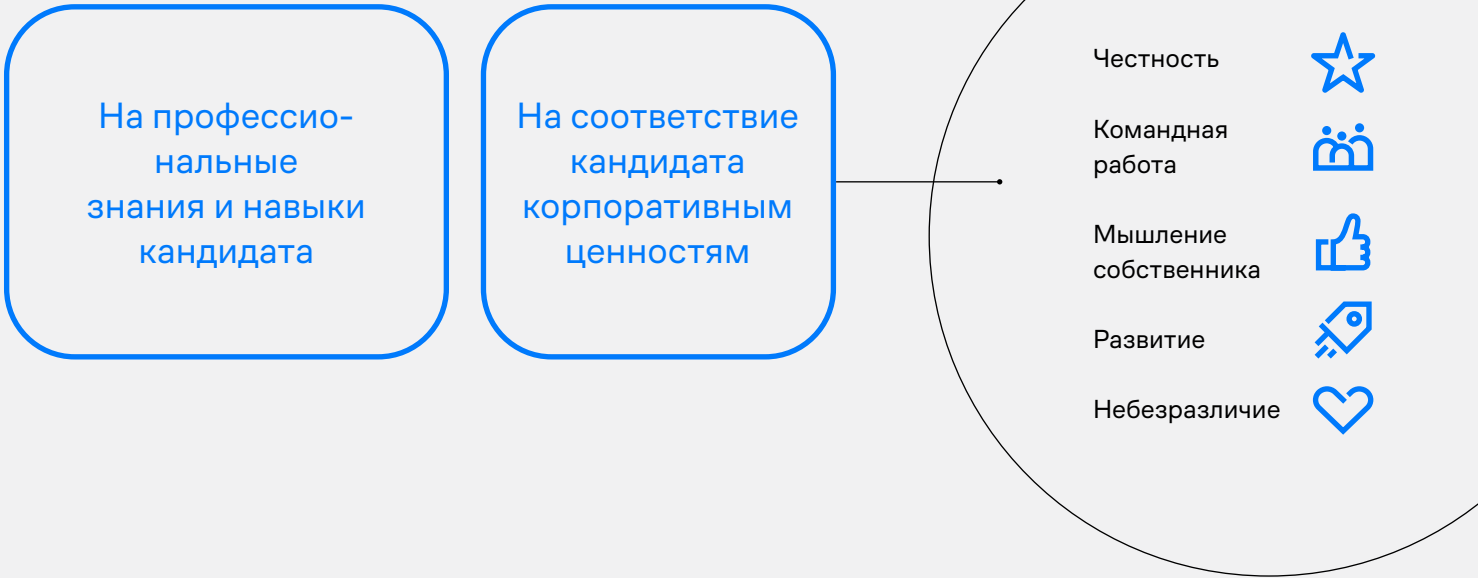 На профессио-
нальные
знания и навыки
кандидата
На соответствие
кандидата
корпоративным
ценностям
Честность
Командная
работа
Мышление
собственника
Развитие
Небезразличие